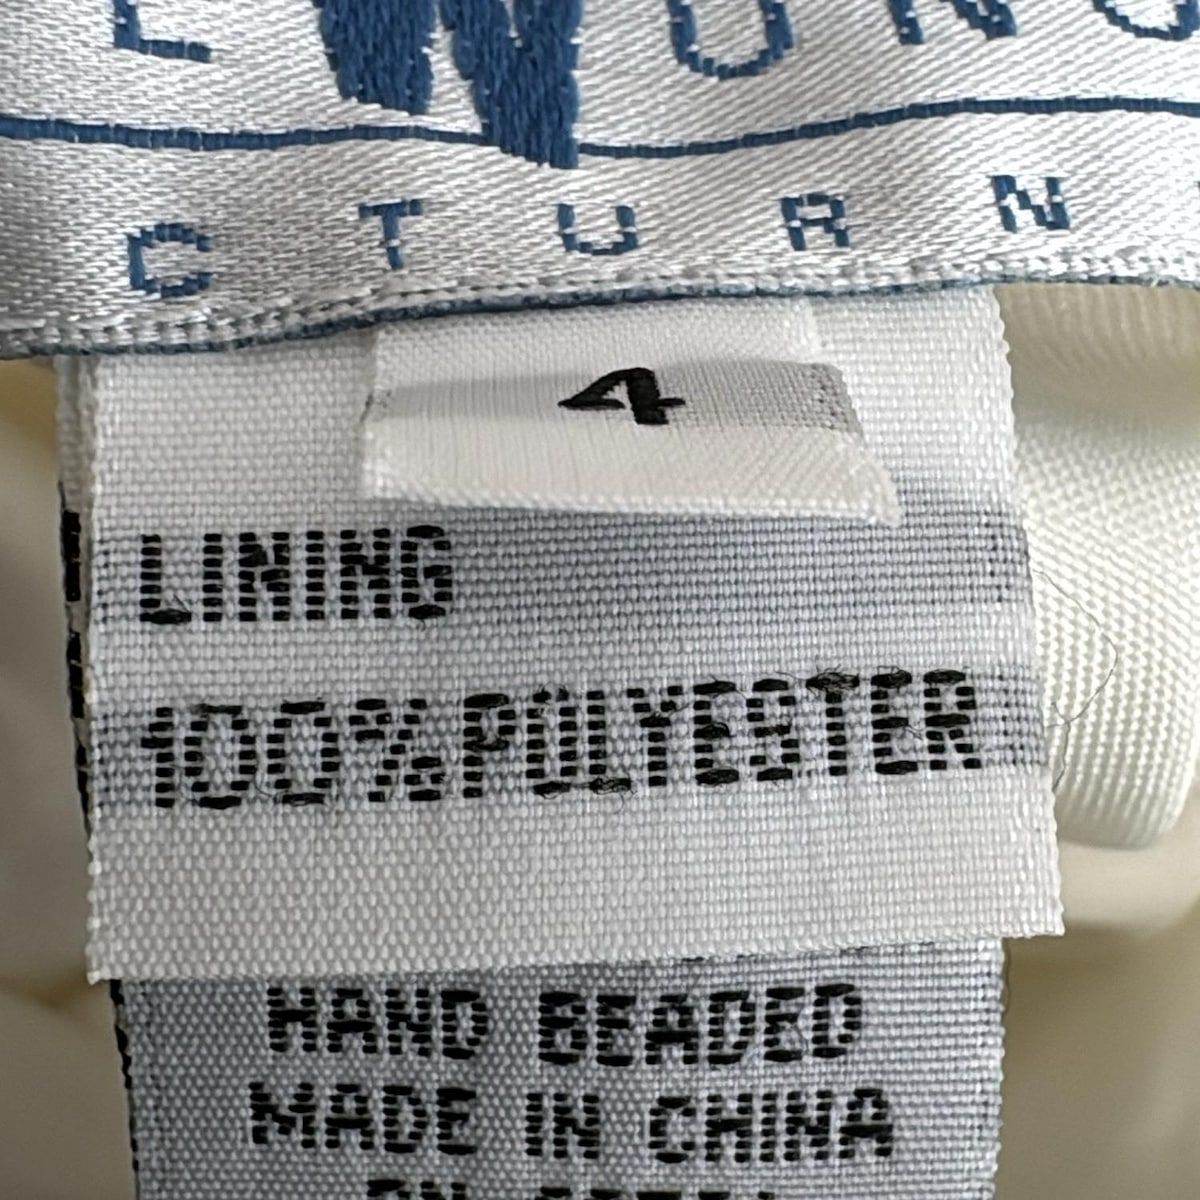 C T U R N
4
LINING
100% POLYESTER
HAND BEADED
MADE IN CHINA